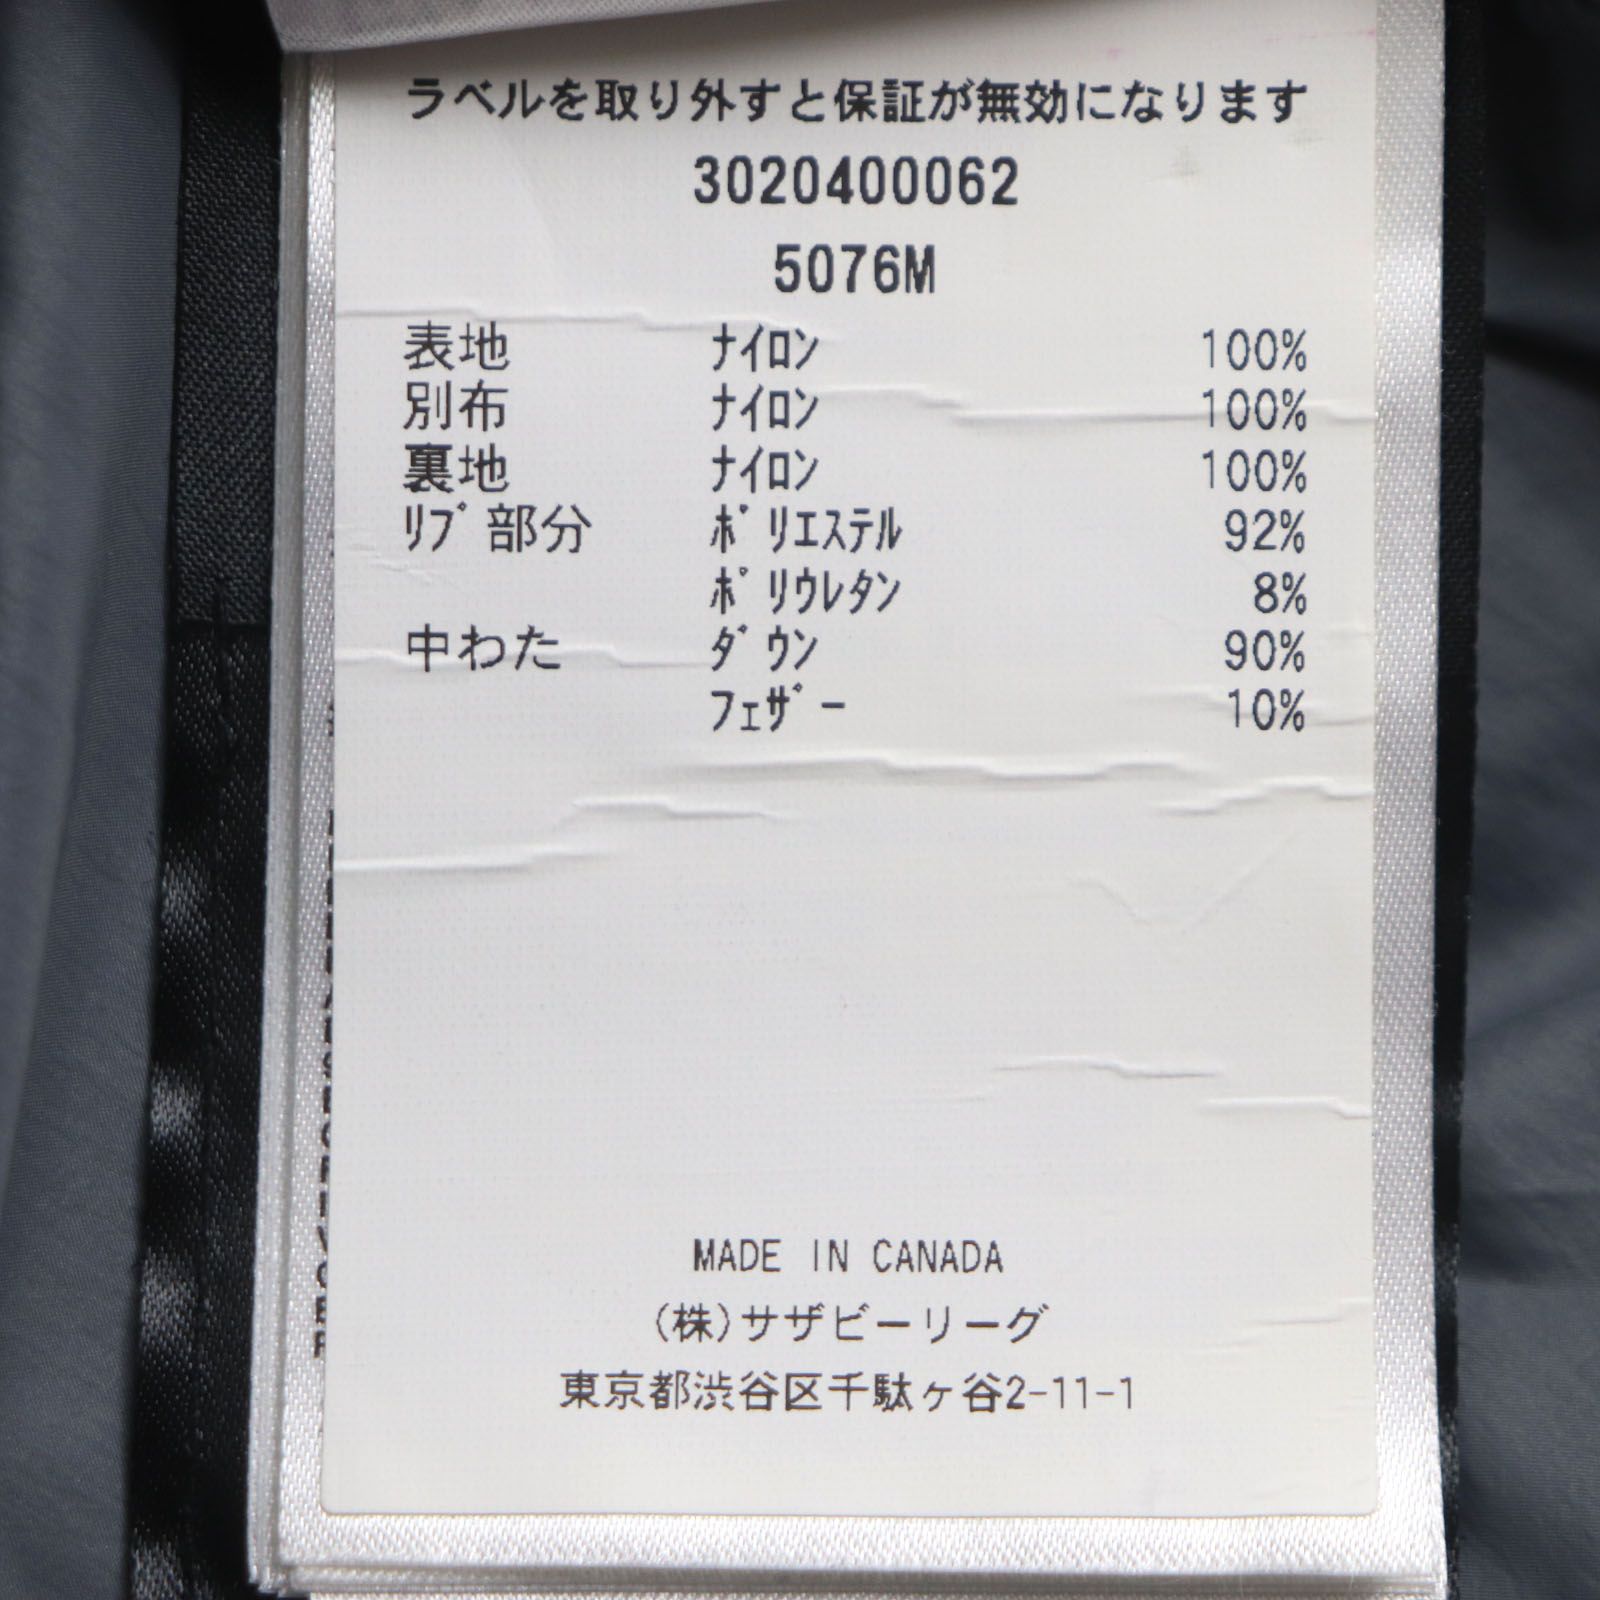 ラベルを取り外すと保証が無効になります
3020400062
5076M
表地 ナイロン 100%
別布 ナイロン 100%
裏地 ナイロン 100%
ﾘﾌﾞ部分 ﾎﾟﾘｴｽﾃﾙ 92%
ﾎﾟﾘｳﾚﾀﾝ 8%
中わた ﾀﾞｳﾝ 90%
ﾌｪｻﾞｰ 10%
MADE IN CANADA
(株)サザビーリーグ
東京都渋谷区千駄ヶ谷2-11-1